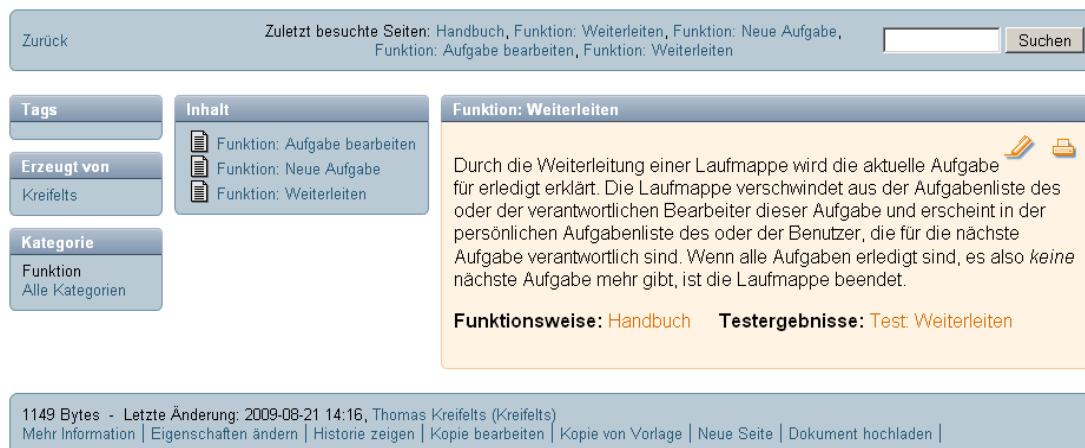 Zurück
Zuletzt besuchte Seiten: Handbuch, Funktion: Weiterleiten, Funktion: Neue Aufgabe,
Funktion: Aufgabe bearbeiten, Funktion: Weiterleiten
Suchen
Tags
Erzeugt von
Kreifelts
Kategorie
Funktion
Alle Kategorien
Inhalt
Funktion: Aufgabe bearbeiten
Funktion: Neue Aufgabe
Funktion: Weiterleiten
Funktion: Weiterleiten
Durch die Weiterleitung einer Laufmappe wird die aktuelle Aufgabe
für erledigt erklärt. Die Laufmappe verschwindet aus der Aufgabenliste des
oder der verantwortlichen Bearbeiter dieser Aufgabe und erscheint in der
persönlichen Aufgabenliste des oder der Benutzer, die für die nächste
Aufgabe verantwortlich sind. Wenn alle Aufgaben erledigt sind, es also keine
nächste Aufgabe mehr gibt, ist die Laufmappe beendet.
Funktionsweise: Handbuch Testergebnisse: Test: Weiterleiten
1149 Bytes - Letzte Änderung: 2009-08-21 14:16, Thomas Kreifelts (Kreifelts)
Mehr Information | Eigenschaften ändern | Historie zeigen | Kopie bearbeiten | Kopie von Vorlage | Neue Seite | Dokument hochladen |